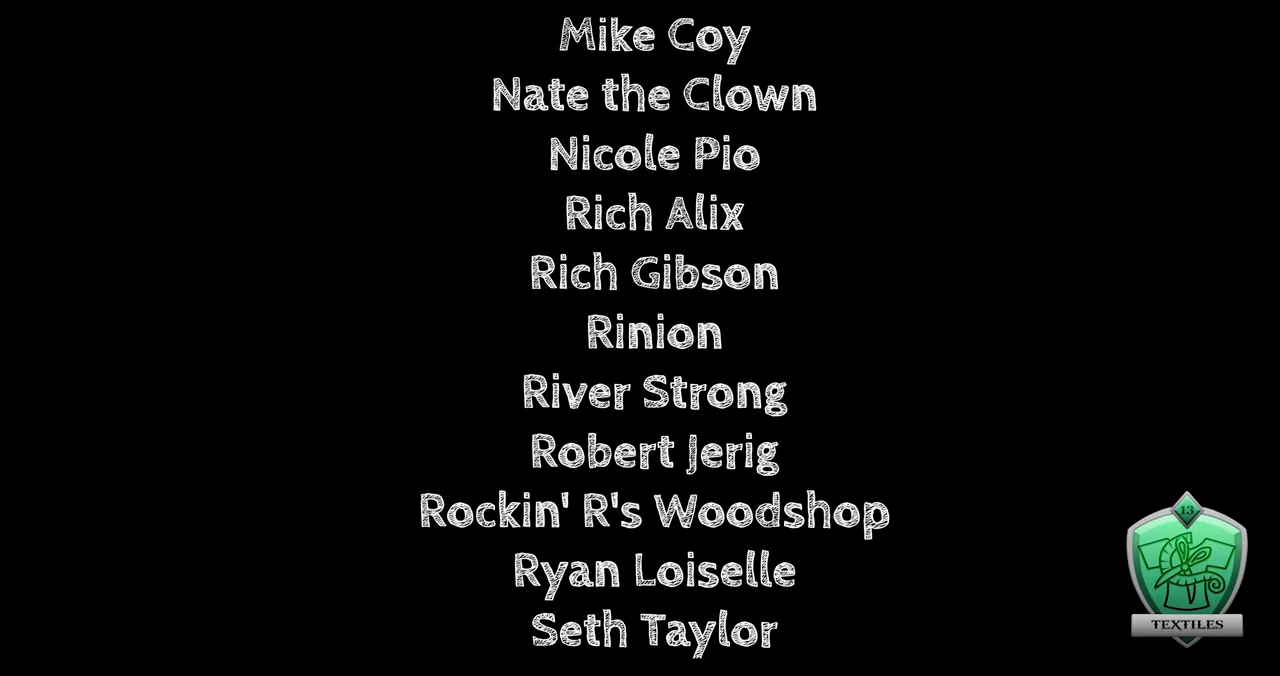 Mike Coy
Nate the Clown
Nicole Pio
Rich Alix
Rich Gibson
Rinion
River Strong
Robert Jerig
Rockin' R's Woodshop
Ryan Loiselle
Seth Taylor
13
TEXTILES